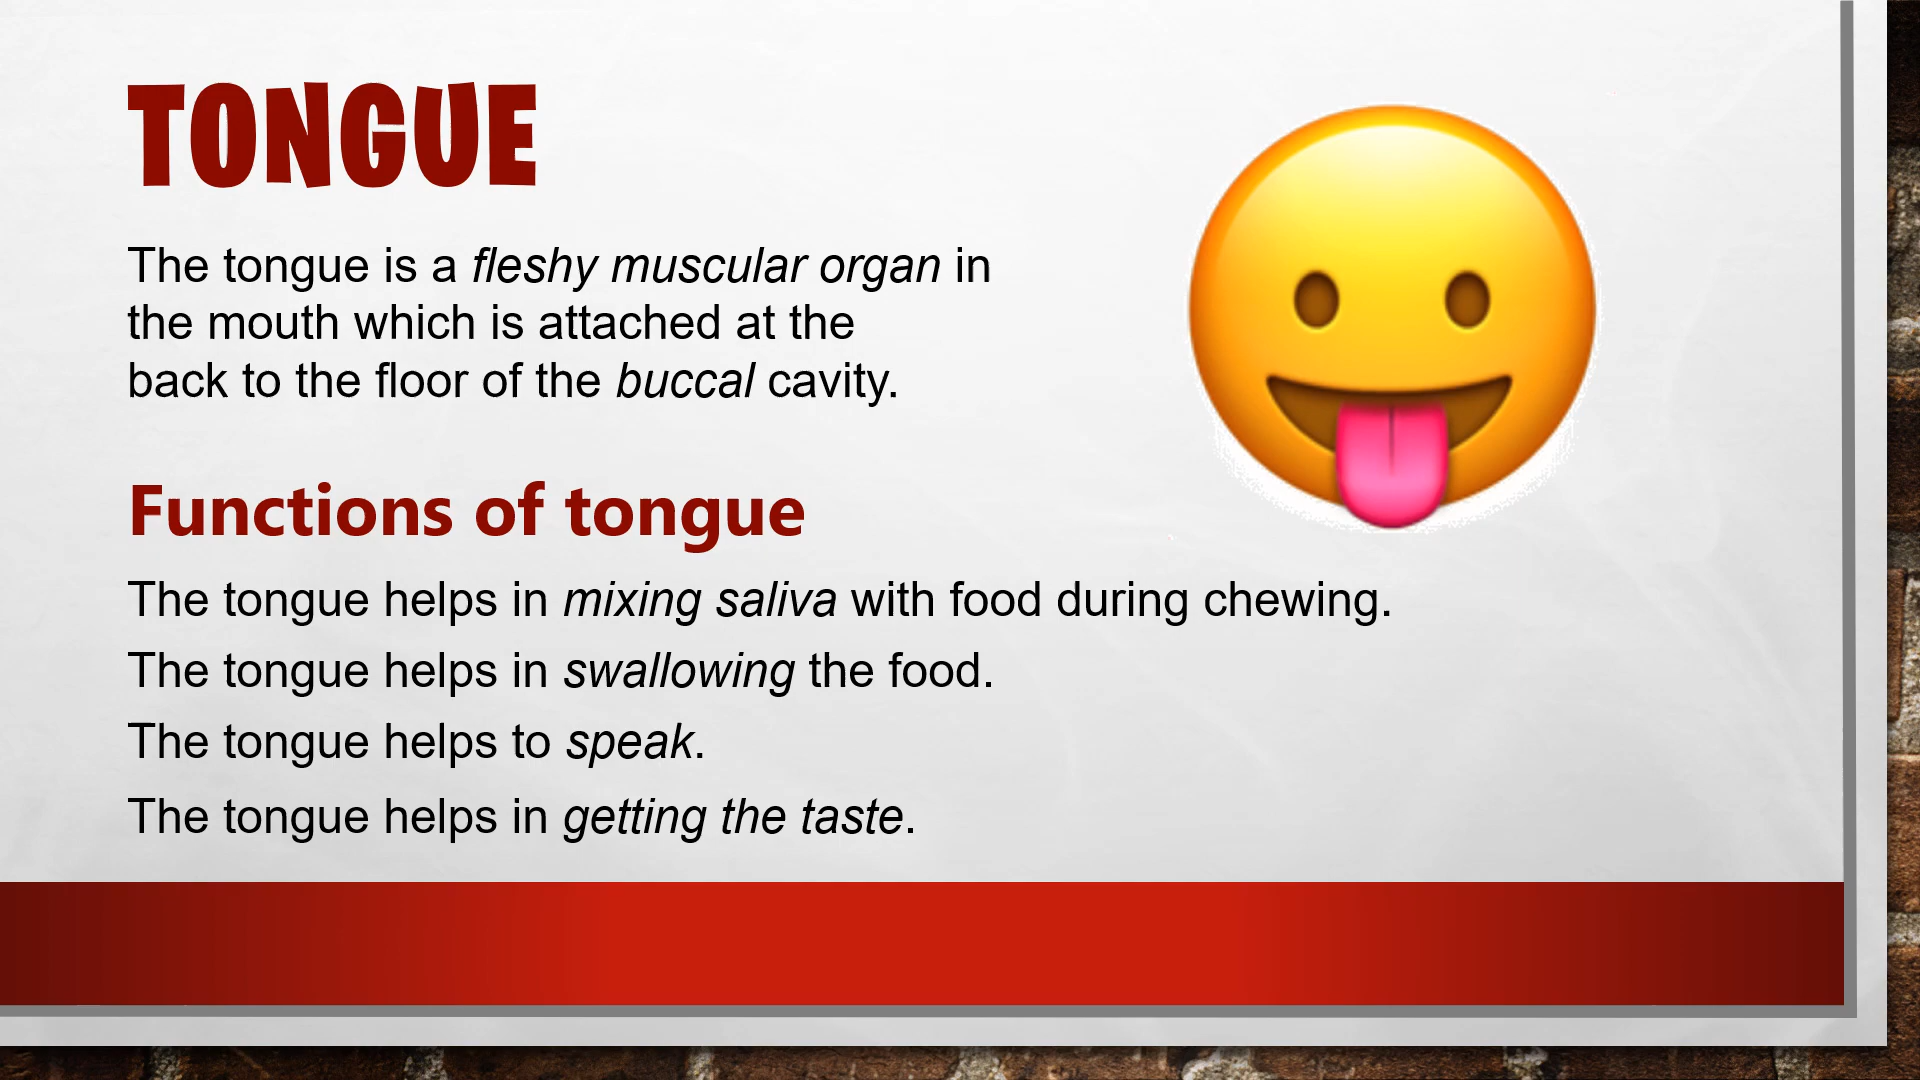 TONGUE
The tongue is a fleshy muscular organ in
the mouth which is attached at the
back to the floor of the buccal cavity.
Functions of tongue
The tongue helps in mixing saliva with food during chewing.
The tongue helps in swallowing the food.
The tongue helps to speak.
The tongue helps in getting the taste.